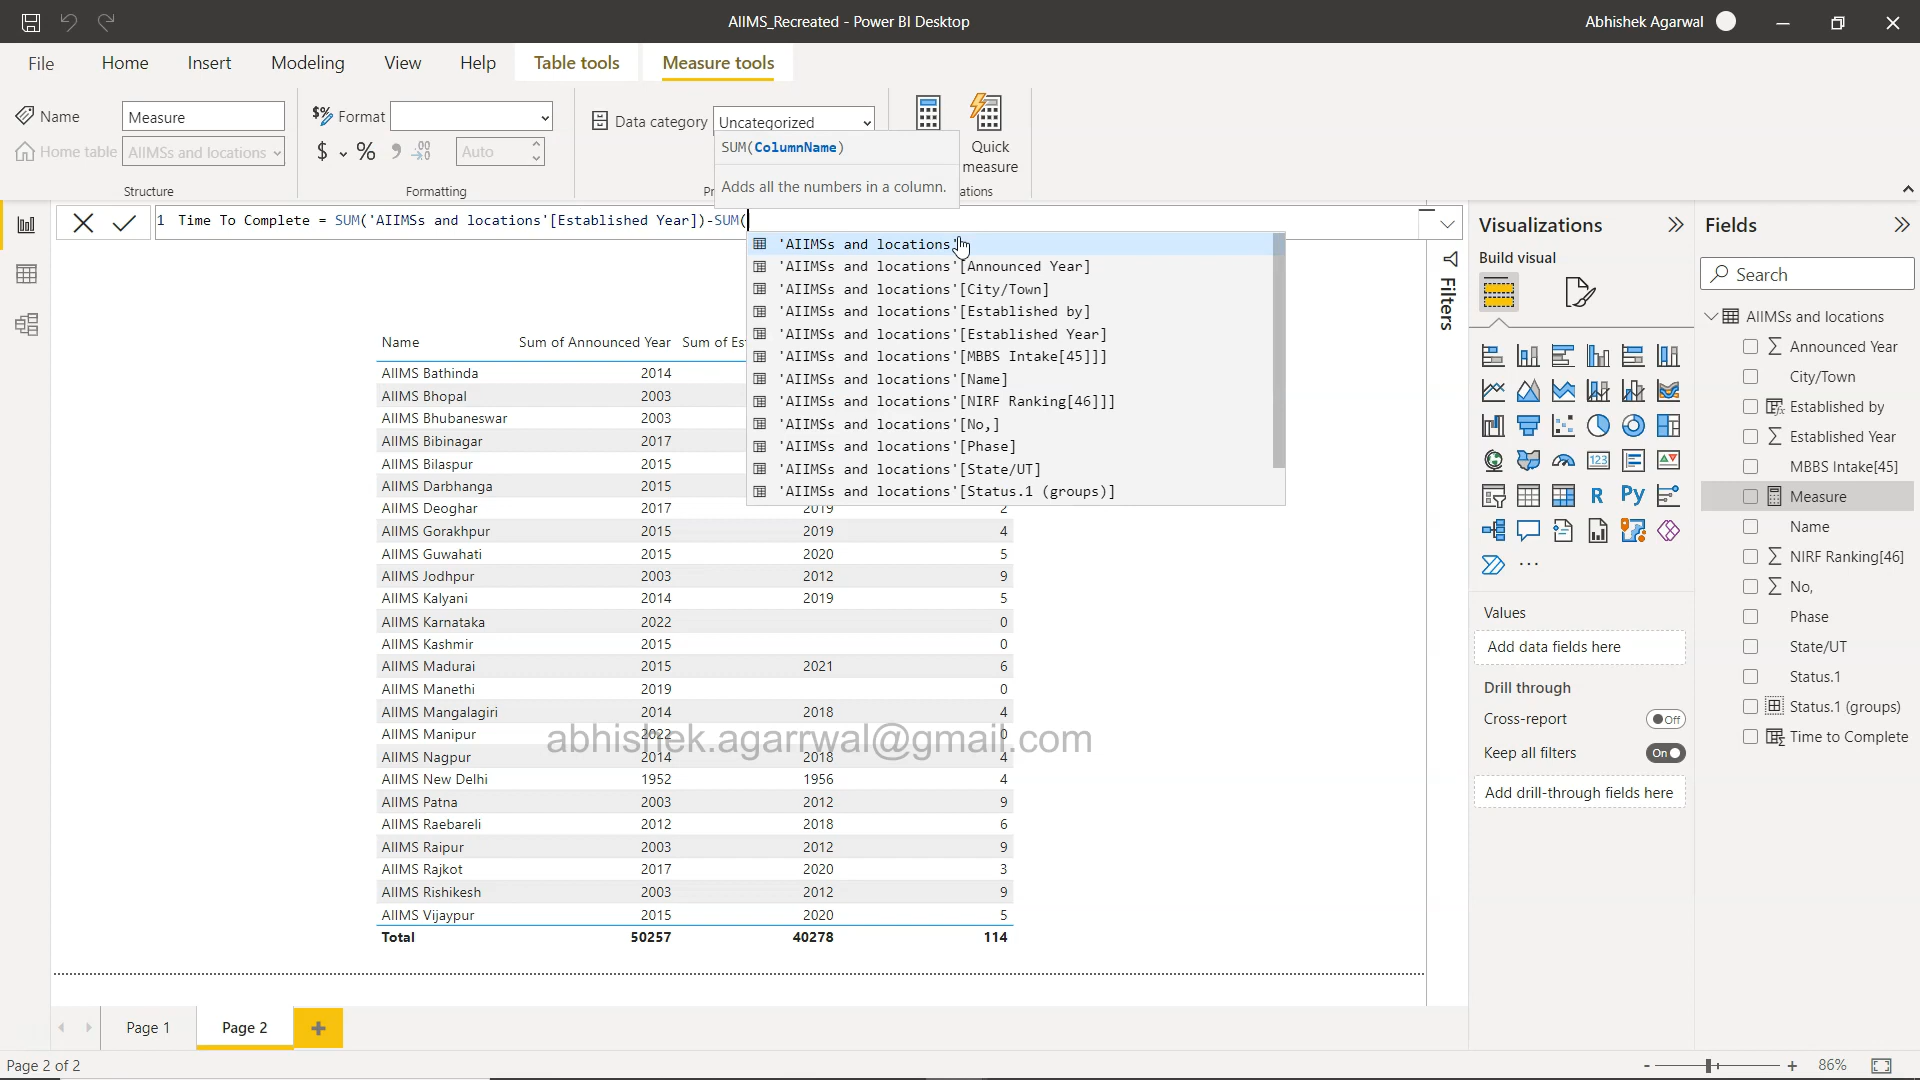 AIIMS_Recreated - Power BI Desktop
Abhishek Agarwal
File Home Insert Modeling View Help Table tools Measure tools
Name Measure
Home table AIIMSs and locations
Structure
$% Format
$ % 9 .00
Auto
Formatting
Data category Uncategorized
Quick
measure
SUM(ColumnName)
Adds all the numbers in a column.
1 Time To Complete = SUM('AIIMSs and locations'[Established Year])-SUM(
'AIIMSs and locations'
'AIIMSs and locations'[Announced Year]
'AIIMSs and locations'[City/Town]
'AIIMSs and locations'[Established by]
'AIIMSs and locations'[Established Year]
'AIIMSs and locations'[MBBS Intake[45]]]
'AIIMSs and locations'[Name]
'AIIMSs and locations'[NIRF Ranking[46]]]
'AIIMSs and locations'[No,]
'AIIMSs and locations'[Phase]
'AIIMSs and locations'[State/UT]
'AIIMSs and locations'[Status.1 (groups)]
Name Sum of Announced Year Sum of Es
AIIMS Bathinda 2014
AIIMS Bhopal 2003
AIIMS Bhubaneswar 2003
AIIMS Bibinagar 2017
AIIMS Bilaspur 2015
AIIMS Darbhanga 2015
AIIMS Deoghar 2017 2019 2
AIIMS Gorakhpur 2015 2019 4
AIIMS Guwahati 2015 2020 5
AIIMS Jodhpur 2003 2012 9
AIIMS Kalyani 2014 2019 5
AIIMS Karnataka 2022 0
AIIMS Kashmir 2015 0
AIIMS Madurai 2015 2021 6
AIIMS Manethi 2019 0
AIIMS Mangalagiri 2014 2018 4
AIIMS Manipur 2022 0
abhishek.agarrwal@gmail.com
AIIMS Nagpur 2014 2018 4
AIIMS New Delhi 1952 1956 4
AIIMS Patna 2003 2012 9
AIIMS Raebareli 2012 2018 6
AIIMS Raipur 2003 2012 9
AIIMS Rajkot 2017 2020 3
AIIMS Rishikesh 2003 2012 9
AIIMS Vijaypur 2015 2020 5
Total 50257 40278 114
Filters
Visualizations
Build visual
123
R Py
Values
Add data fields here
Drill through
Cross-report Off
Keep all filters On
Add drill-through fields here
Fields
Search
AIIMSs and locations
Announced Year
City/Town
Established by
Established Year
MBBS Intake[45]
Measure
Name
NIRF Ranking[46]
No,
Phase
State/UT
Status.1
Status.1 (groups)
Time to Complete
Page 1 Page 2 +
Page 2 of 2
- + 86%